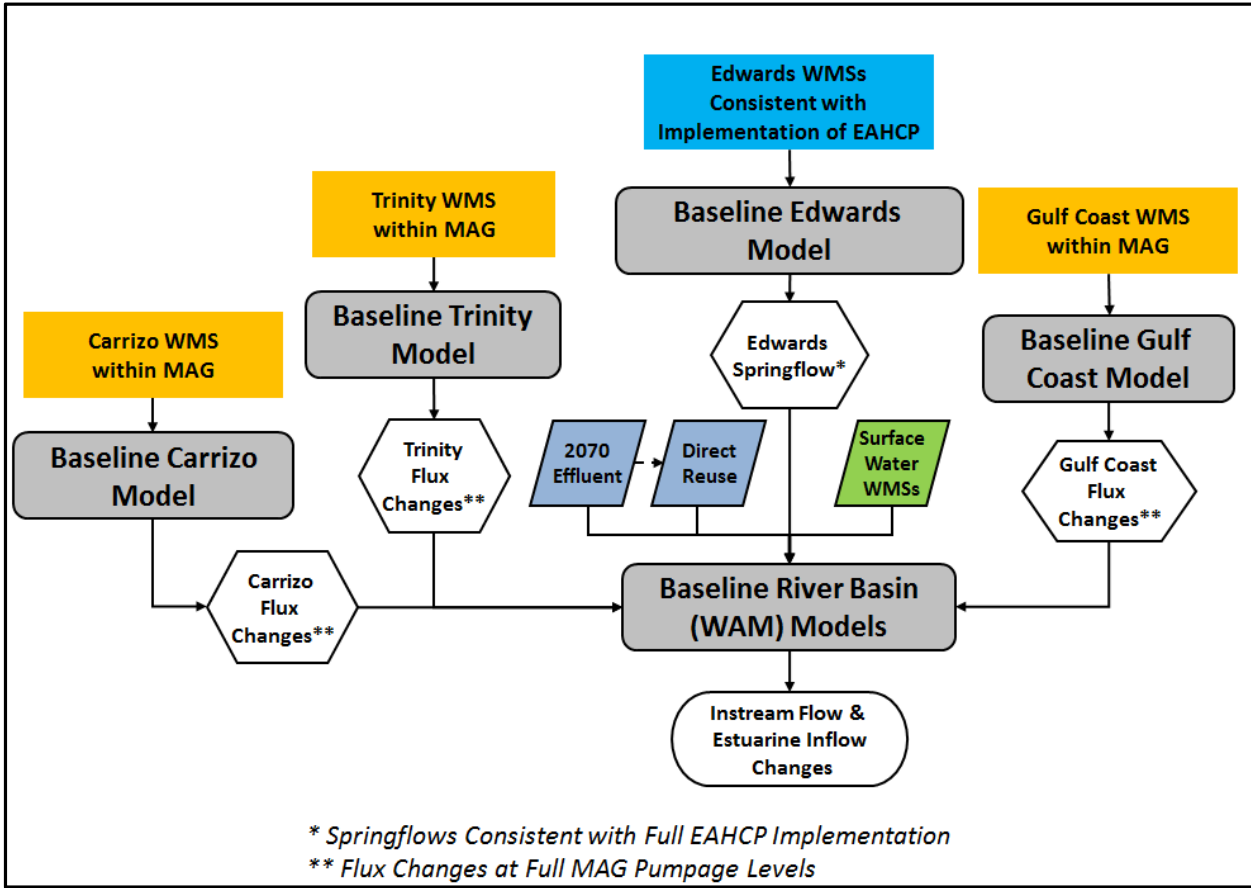 Edwards WMSs
Consistent with
Implementation of EAHCP
Trinity WMS
within MAG
Baseline Edwards
Model
Gulf Coast WMS
within MAG
Carrizo WMS
within MAG
Baseline Trinity
Model
Edwards
Springflow*
Baseline Gulf
Coast Model
Baseline Carrizo
Model
Trinity
Flux
Changes**
2070
Effluent
Direct
Reuse
Surface
Water
WMSs
Gulf Coast
Flux
Changes**
Carrizo
Flux
Changes**
Baseline River Basin
(WAM) Models
Instream Flow &
Estuarine Inflow
Changes
* Springflows Consistent with Full EAHCP Implementation
** Flux Changes at Full MAG Pumpage Levels